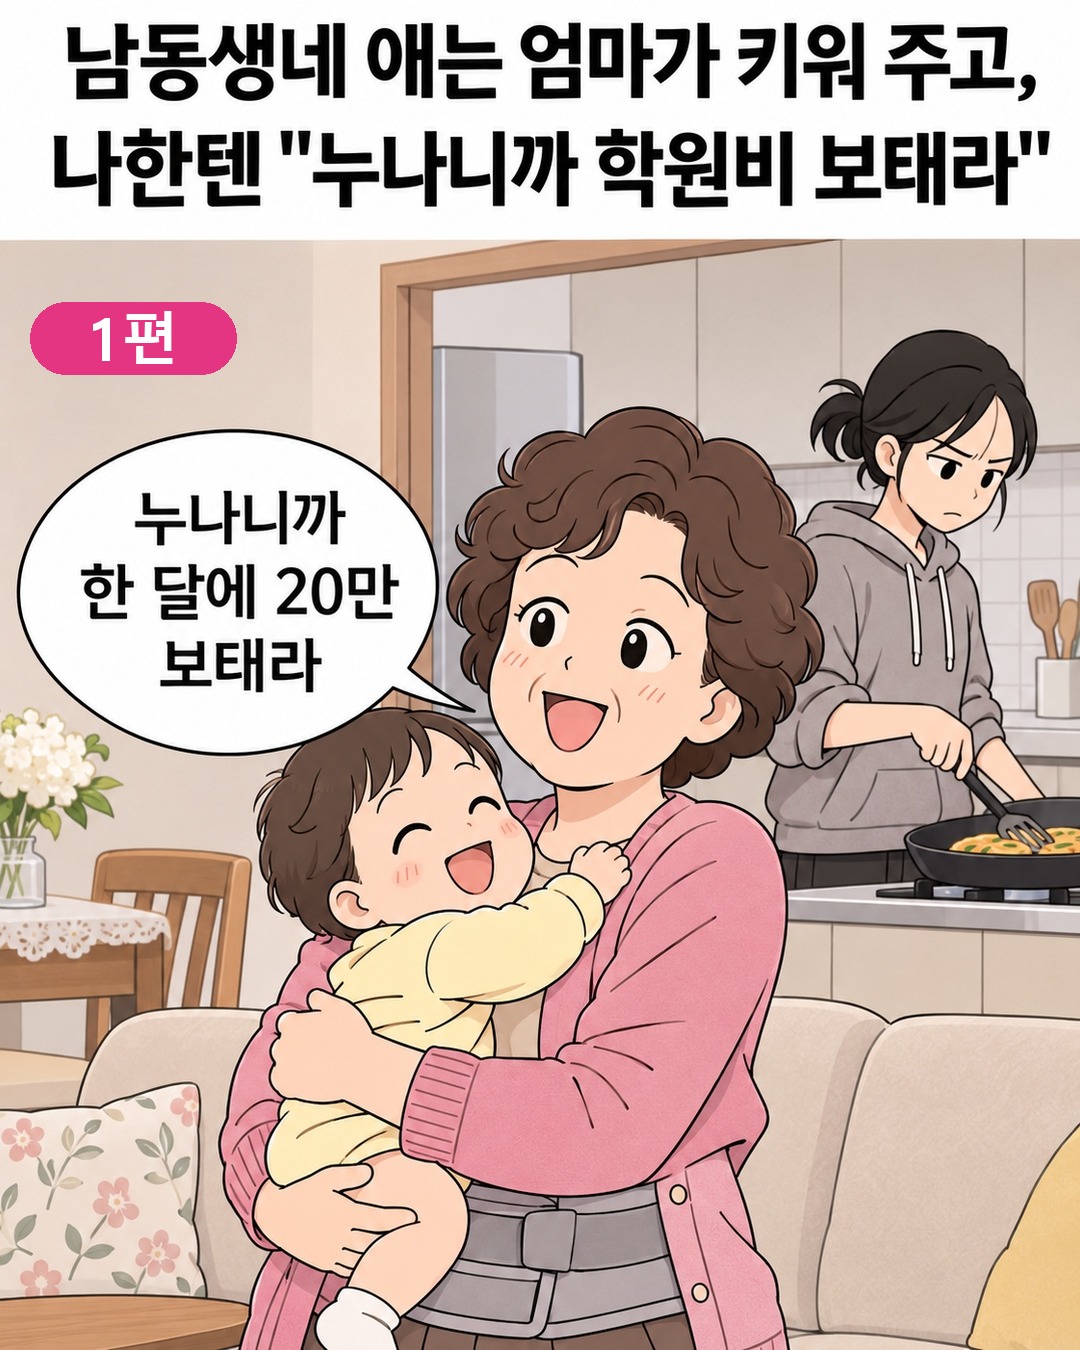 남동생네 애는 엄마가 키워 주고,
나한텐 "누나니까 학원비 보태라"
1편
누나니까
한 달에 20만
보태라